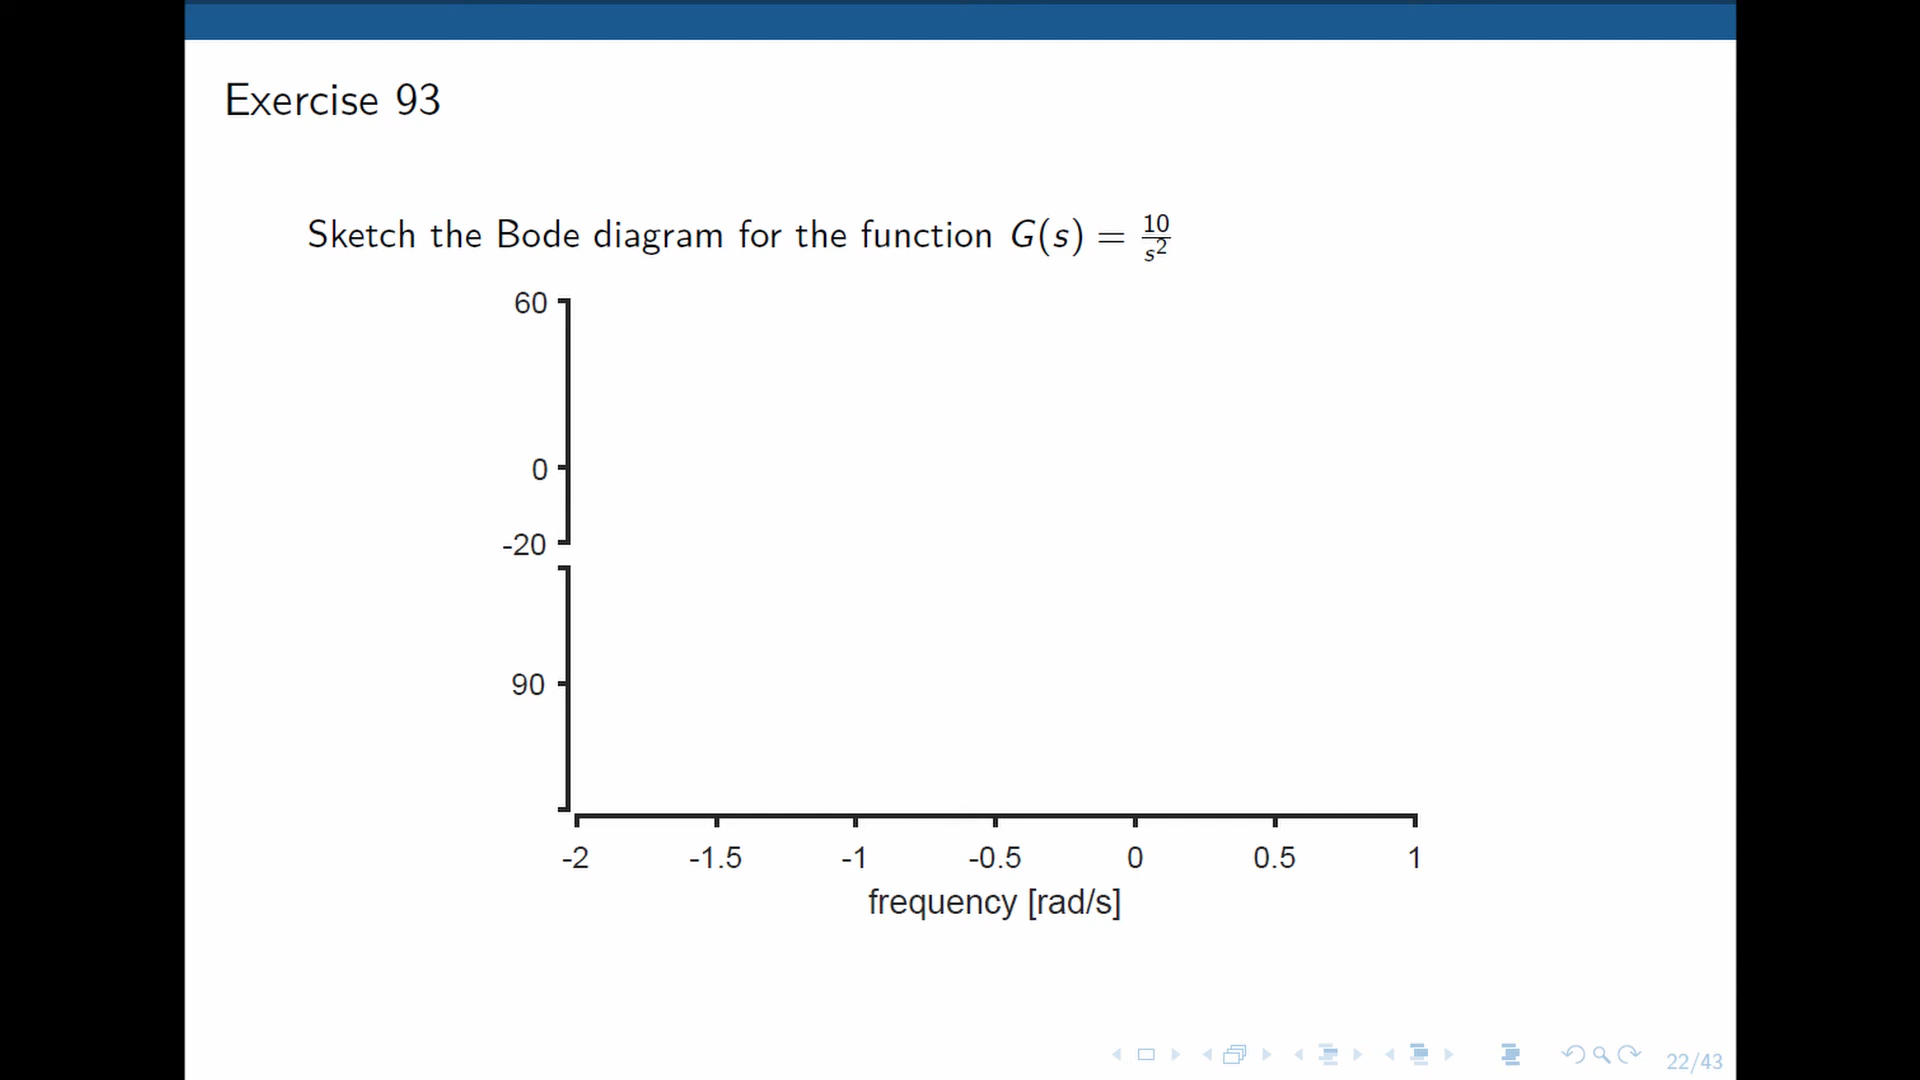 Exercise 93
Sketch the Bode diagram for the function G(s) = 10/s²
60
0
-20
90
-2 -1.5 -1 -0.5 0 0.5 1
frequency [rad/s]
22/43